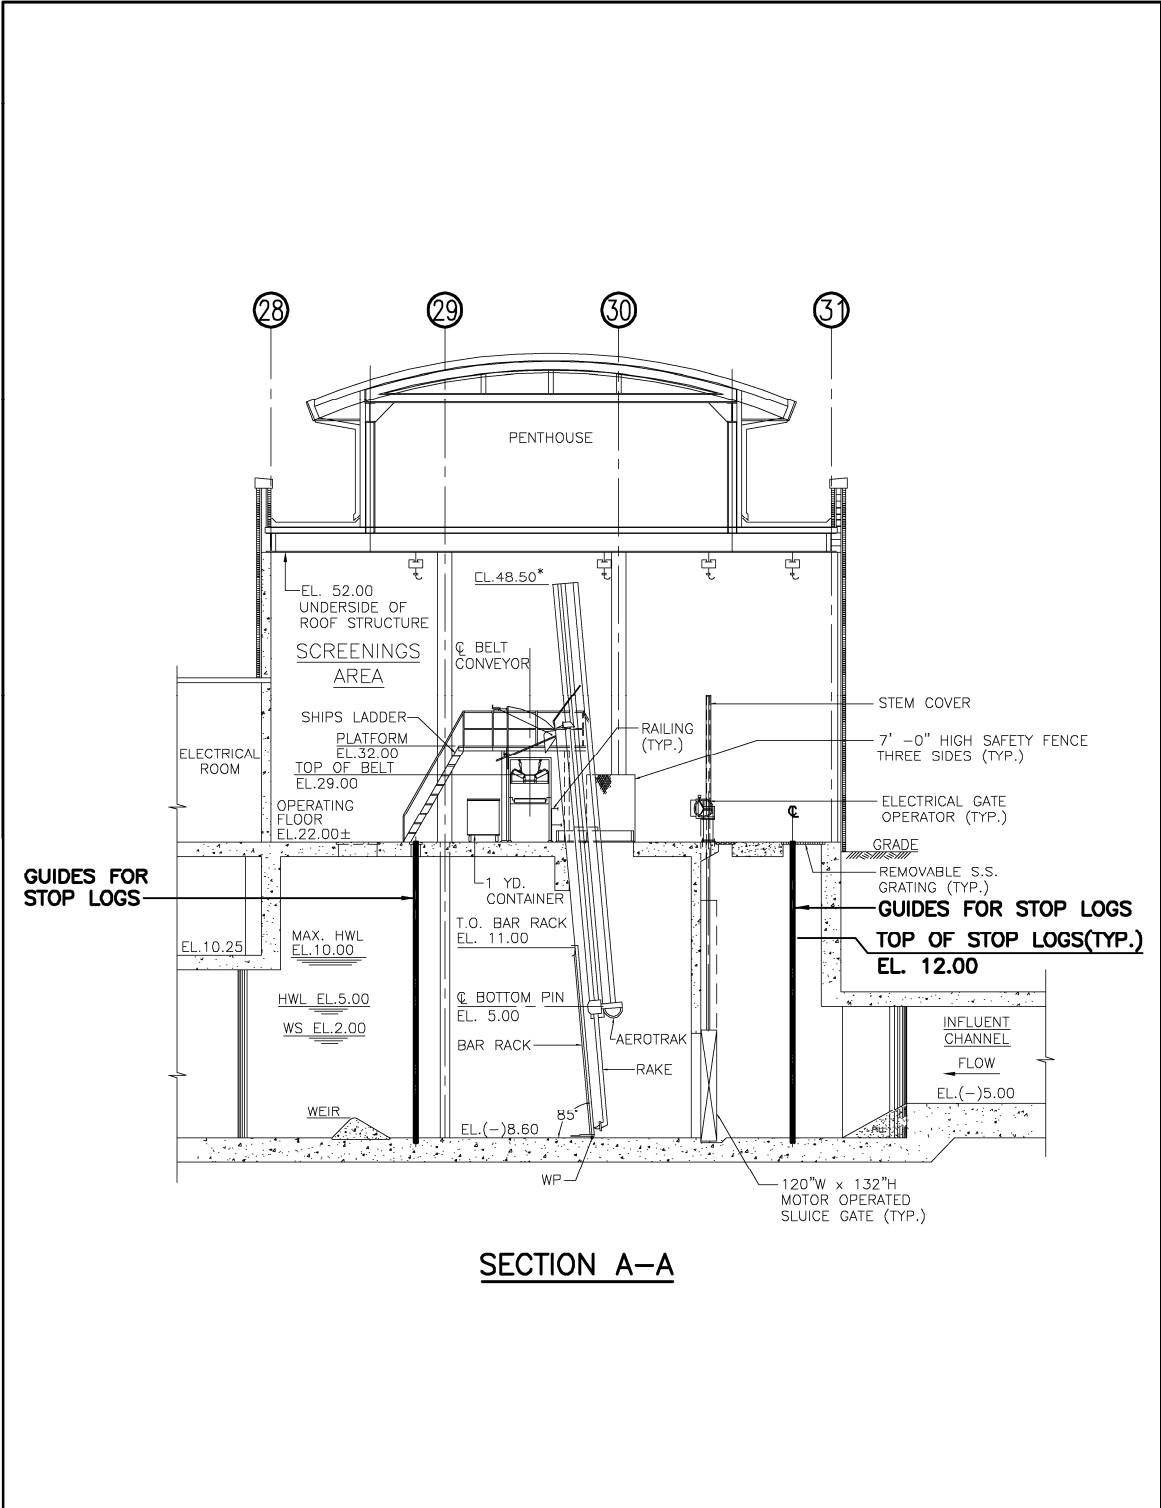 28
29
30
31
PENTHOUSE
EL.48.50*
EL. 52.00
UNDERSIDE OF
ROOF STRUCTURE
SCREENINGS
AREA
℄ BELT
CONVEYOR
SHIPS LADDER
PLATFORM
EL.32.00
TOP OF BELT
EL.29.00
OPERATING
FLOOR
EL.22.00±
ELECTRICAL
ROOM
RAILING
(TYP.)
STEM COVER
7' -0" HIGH SAFETY FENCE
THREE SIDES (TYP.)
℄
ELECTRICAL GATE
OPERATOR (TYP.)
GRADE
REMOVABLE S.S.
GRATING (TYP.)
GUIDES FOR
STOP LOGS
1 YD.
CONTAINER
GUIDES FOR STOP LOGS
TOP OF STOP LOGS(TYP.)
EL. 12.00
T.O. BAR RACK
EL. 11.00
EL.10.25
MAX. HWL
EL.10.00
HWL EL.5.00
WS EL.2.00
℄ BOTTOM PIN
EL. 5.00
BAR RACK
AEROTRAK
RAKE
INFLUENT
CHANNEL
FLOW
EL.(-)5.00
WEIR
EL.(-)8.60
85°
WP
120"W x 132"H
MOTOR OPERATED
SLUICE GATE (TYP.)
SECTION A-A